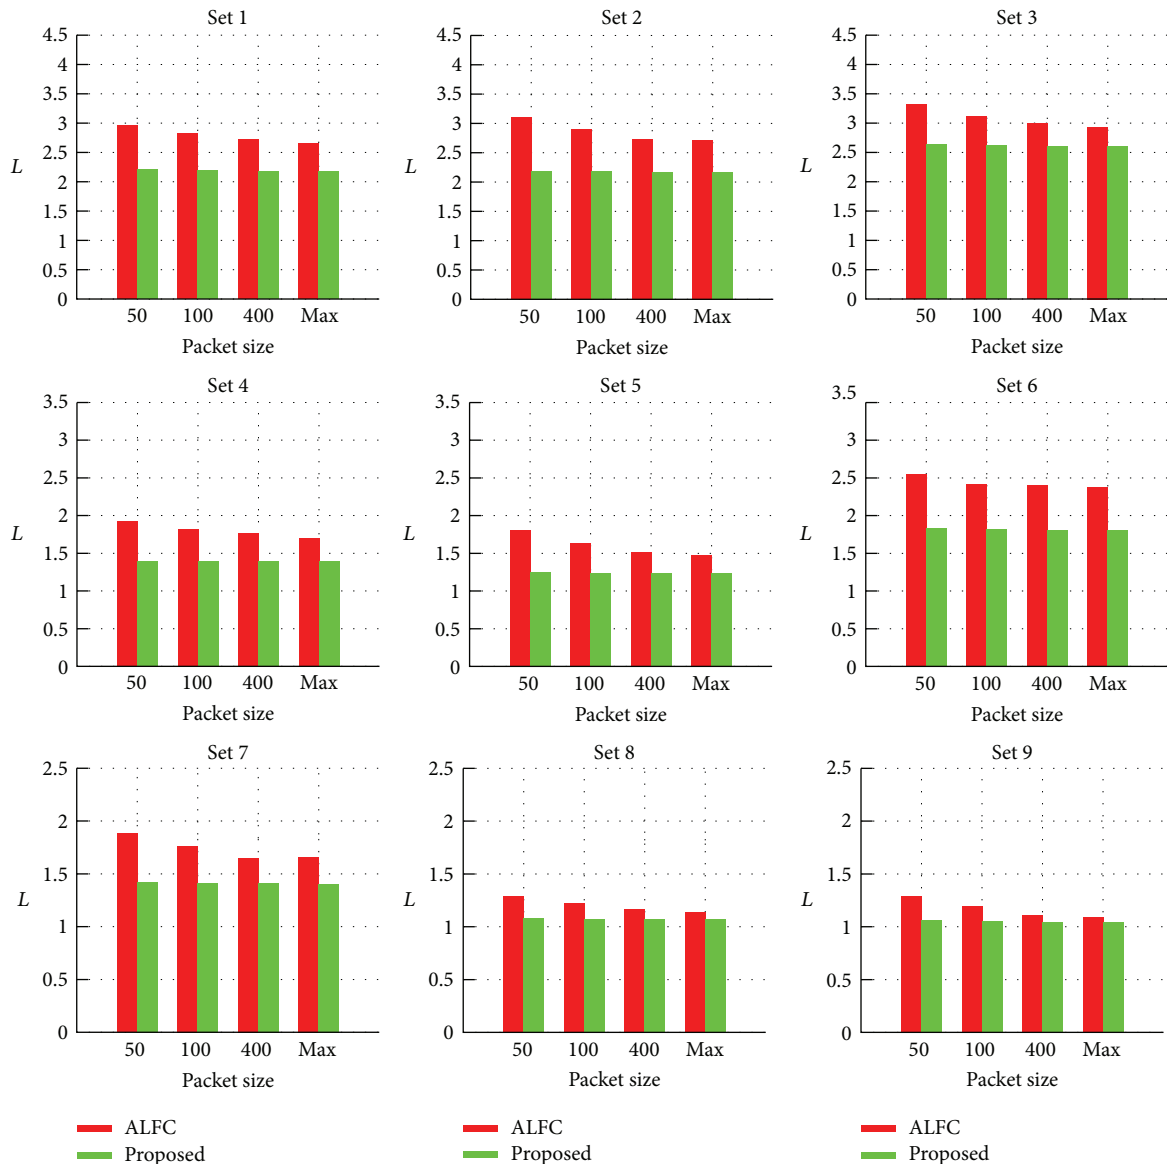 Set 1
4.5
4
3.5
3
2.5
2
1.5
1
0.5
0
L
50 100 400 Max
Packet size
Set 2
4.5
4
3.5
3
2.5
2
1.5
1
0.5
0
L
50 100 400 Max
Packet size
Set 3
4.5
4
3.5
3
2.5
2
1.5
1
0.5
0
L
50 100 400 Max
Packet size
Set 4
3.5
3
2.5
2
1.5
1
0.5
0
L
50 100 400 Max
Packet size
Set 5
3.5
3
2.5
2
1.5
1
0.5
0
L
50 100 400 Max
Packet size
Set 6
3.5
3
2.5
2
1.5
1
0.5
0
L
50 100 400 Max
Packet size
Set 7
2.5
2
1.5
1
0.5
0
L
50 100 400 Max
Packet size
ALFC
Proposed
Set 8
2.5
2
1.5
1
0.5
0
L
50 100 400 Max
Packet size
ALFC
Proposed
Set 9
2.5
2
1.5
1
0.5
0
L
50 100 400 Max
Packet size
ALFC
Proposed